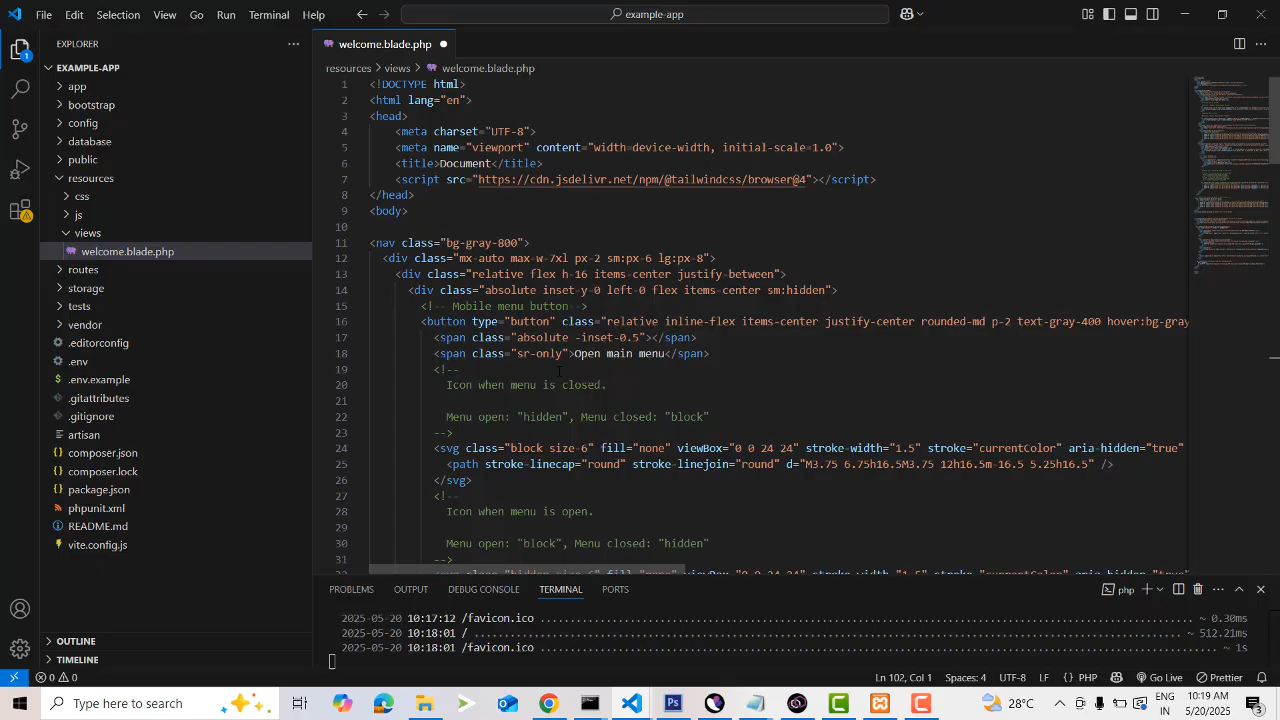 File Edit Selection View Go Run Terminal Help
example-app
EXPLORER
EXAMPLE-APP
app
bootstrap
config
database
public
resources
css
js
views
welcome.blade.php
routes
storage
tests
vendor
.editorconfig
.env
.env.example
.gitattributes
.gitignore
artisan
composer.json
composer.lock
package.json
phpunit.xml
README.md
vite.config.js
OUTLINE
TIMELINE
welcome.blade.php
resources > views > welcome.blade.php
1 <!DOCTYPE html>
2 <html lang="en">
3 <head>
4 <meta charset="UTF-8">
5 <meta name="viewport" content="width=device-width, initial-scale=1.0">
6 <title>Document</title>
7 <script src="https://cdn.jsdelivr.net/npm/@tailwindcss/browser@4"></script>
8 </head>
9 <body>
10
11 <nav class="bg-gray-800">
12 <div class="mx-auto max-w-7xl px-2 sm:px-6 lg:px-8">
13 <div class="relative flex h-16 items-center justify-between">
14 <div class="absolute inset-y-0 left-0 flex items-center sm:hidden">
15 <!-- Mobile menu button-->
16 <button type="button" class="relative inline-flex items-center justify-center rounded-md p-2 text-gray-400 hover:bg-gray
17 <span class="absolute -inset-0.5"></span>
18 <span class="sr-only">Open main menu</span>
19 <!--
20 Icon when menu is closed.
21
22 Menu open: "hidden", Menu closed: "block"
23 -->
24 <svg class="block size-6" fill="none" viewBox="0 0 24 24" stroke-width="1.5" stroke="currentColor" aria-hidden="true"
25 <path stroke-linecap="round" stroke-linejoin="round" d="M3.75 6.75h16.5M3.75 12h16.5m-16.5 5.25h16.5" />
26 </svg>
27 <!--
28 Icon when menu is open.
29
30 Menu open: "block", Menu closed: "hidden"
31 -->
PROBLEMS OUTPUT DEBUG CONSOLE TERMINAL PORTS
php
2025-05-20 10:17:12 /favicon.ico ~ 0.30ms
2025-05-20 10:18:01 / ~ 512.21ms
2025-05-20 10:18:01 /favicon.ico ~ 1s
0 0 Ln 102, Col 1 Spaces: 4 UTF-8 LF PHP Go Live Prettier
Type here to search
28°C
ENG
IN
10:19 AM
5/20/2025
3